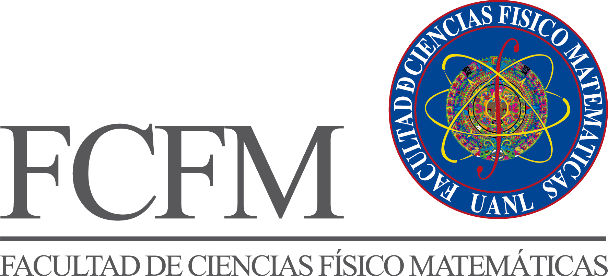 FCFM
FACULTAD DE CIENCIAS FISICO MATEMATICAS
UANL
FACULTAD DE CIENCIAS FÍSICO MATEMÁTICAS